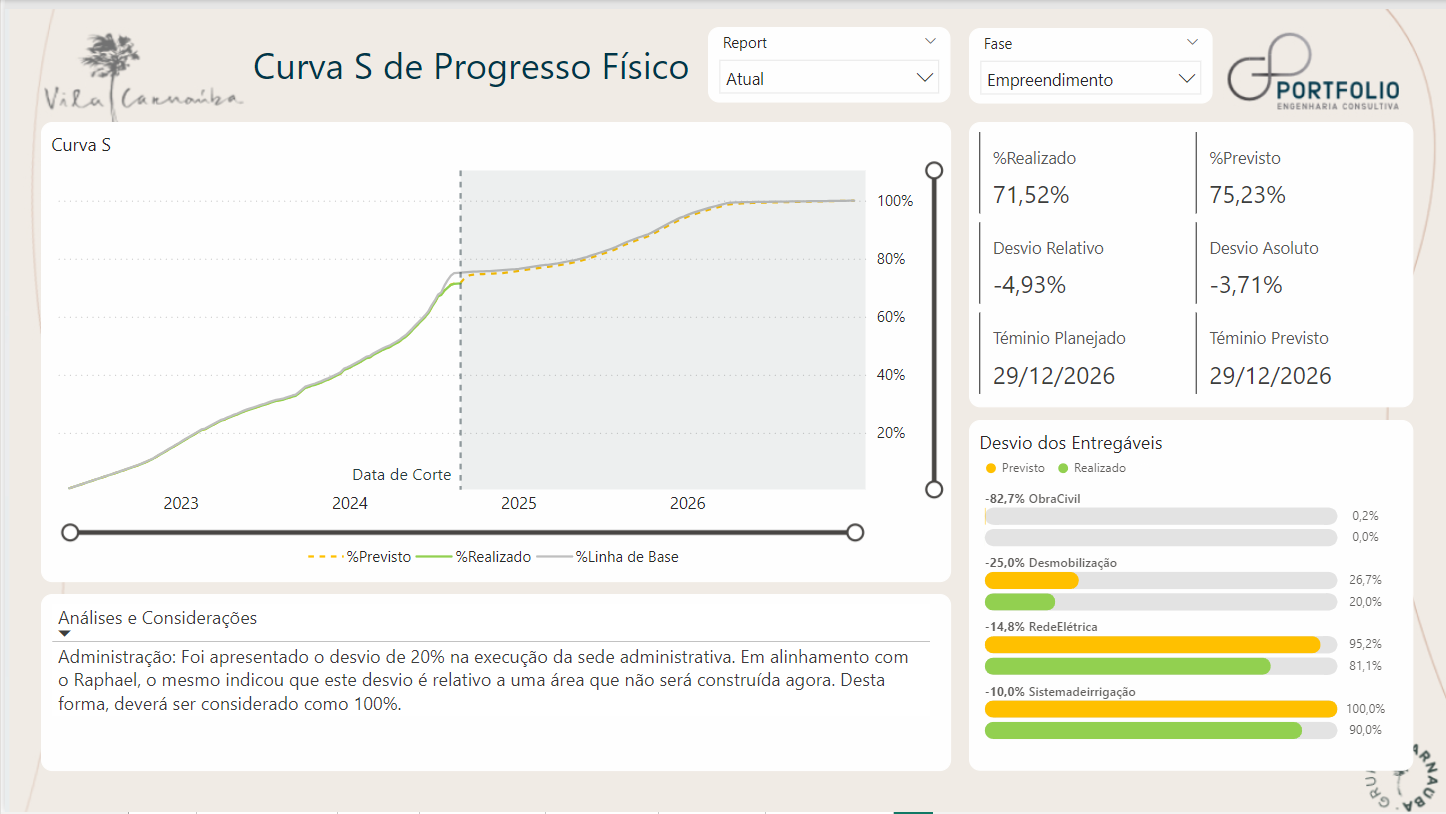 Vila Carnaúba
Curva S de Progresso Físico
Report
Atual
Fase
Empreendimento
PORTFOLIO
ENGENHARIA CONSULTIVA
Curva S
100%
80%
60%
40%
20%
Data de Corte
2023
2024
2025
2026
%Previsto
%Realizado
%Linha de Base
%Realizado
71,52%
%Previsto
75,23%
Desvio Relativo
-4,93%
Desvio Asoluto
-3,71%
Téminio Planejado
29/12/2026
Téminio Previsto
29/12/2026
Desvio dos Entregáveis
Previsto
Realizado
-82,7% ObraCivil
0,2%
0,0%
-25,0% Desmobilização
26,7%
20,0%
-14,8% RedeElétrica
95,2%
81,1%
-10,0% Sistemadeirrigação
100,0%
90,0%
Análises e Considerações
Administração: Foi apresentado o desvio de 20% na execução da sede administrativa. Em alinhamento com
o Raphael, o mesmo indicou que este desvio é relativo a uma área que não será construída agora. Desta
forma, deverá ser considerado como 100%.